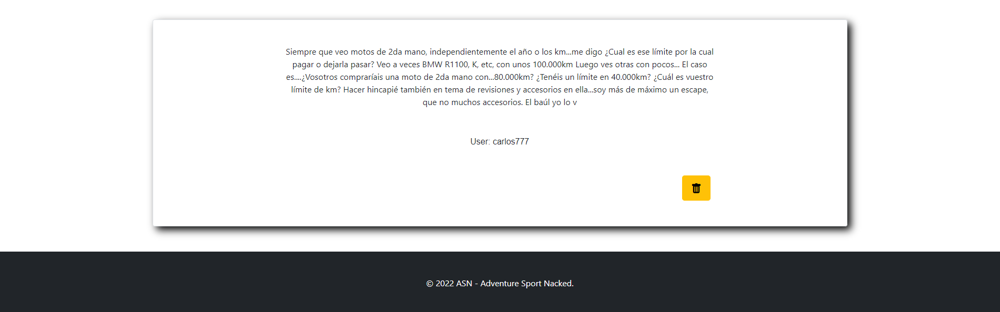 Siempre que veo motos de 2da mano, independientemente el año o los km...me digo ¿Cual es ese límite por la cual
pagar o dejarla pasar? Veo a veces BMW R1100, K, etc, con unos 100.000km Luego ves otras con pocos... El caso
es....¿Vosotros compraríais una moto de 2da mano con...80.000km? ¿Tenéis un límite en 40.000km? ¿Cuál es vuestro
límite de km? Hacer hincapié también en tema de revisiones y accesorios en ella...soy más de máximo un escape,
que no muchos accesorios. El baúl yo lo v
User: carlos777
© 2022 ASN - Adventure Sport Nacked.